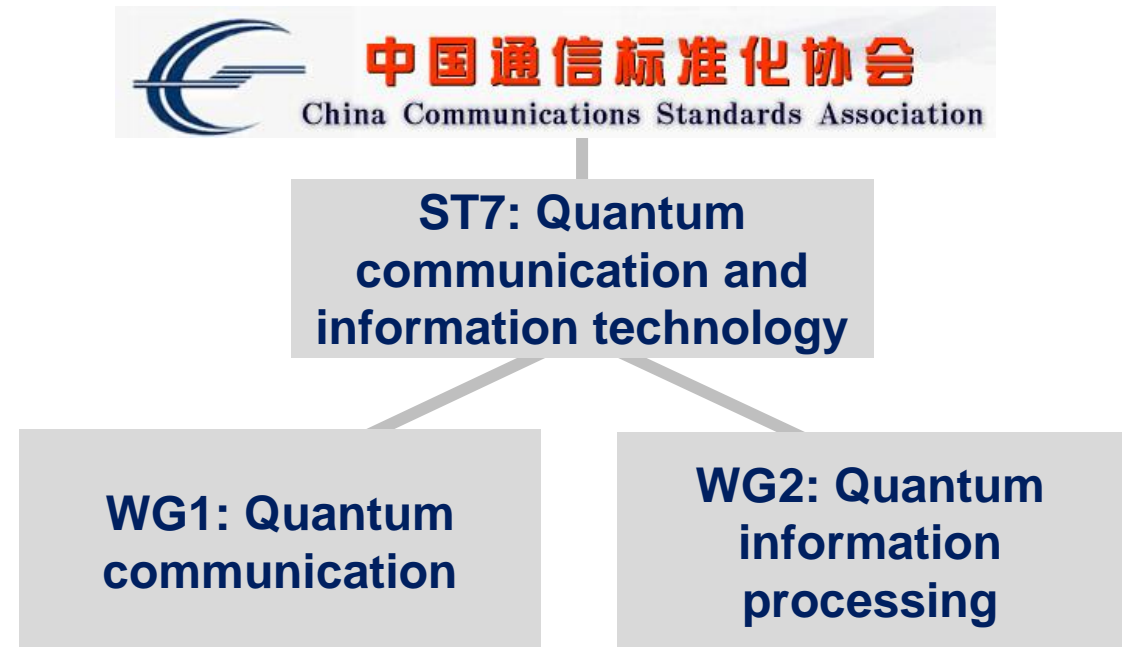 中国通信标准化协会
China Communications Standards Association
ST7: Quantum
communication and
information technology
WG1: Quantum
communication
WG2: Quantum
information
processing